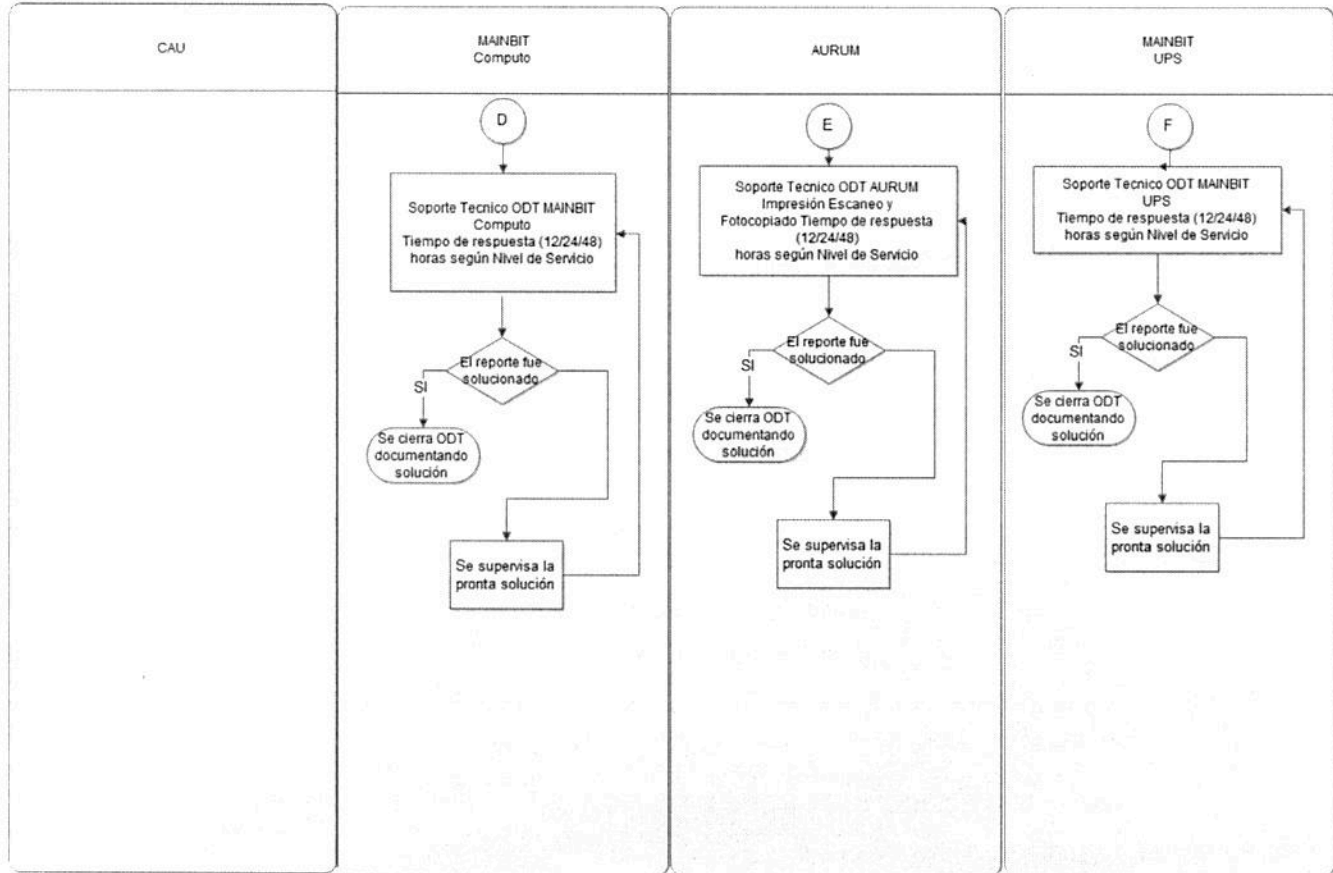 CAU
MAINBIT
Computo
AURUM
MAINBIT
UPS
D
Soporte Tecnico ODT MAINBIT
Computo
Tiempo de respuesta (12/24/48)
horas según Nivel de Servicio
El reporte fue
solucionado
SI
Se cierra ODT
documentando
solución
Se supervisa la
pronta solución
E
Soporte Tecnico ODT AURUM
Impresión Escaneo y
Fotocopiado Tiempo de respuesta
(12/24/48)
horas según Nivel de Servicio
El reporte fue
solucionado
SI
Se cierra ODT
documentando
solución
Se supervisa la
pronta solución
F
Soporte Tecnico ODT MAINBIT
UPS
Tiempo de respuesta (12/24/48)
horas según Nivel de Servicio
El reporte fue
solucionado
SI
Se cierra ODT
documentando
solución
Se supervisa la
pronta solución